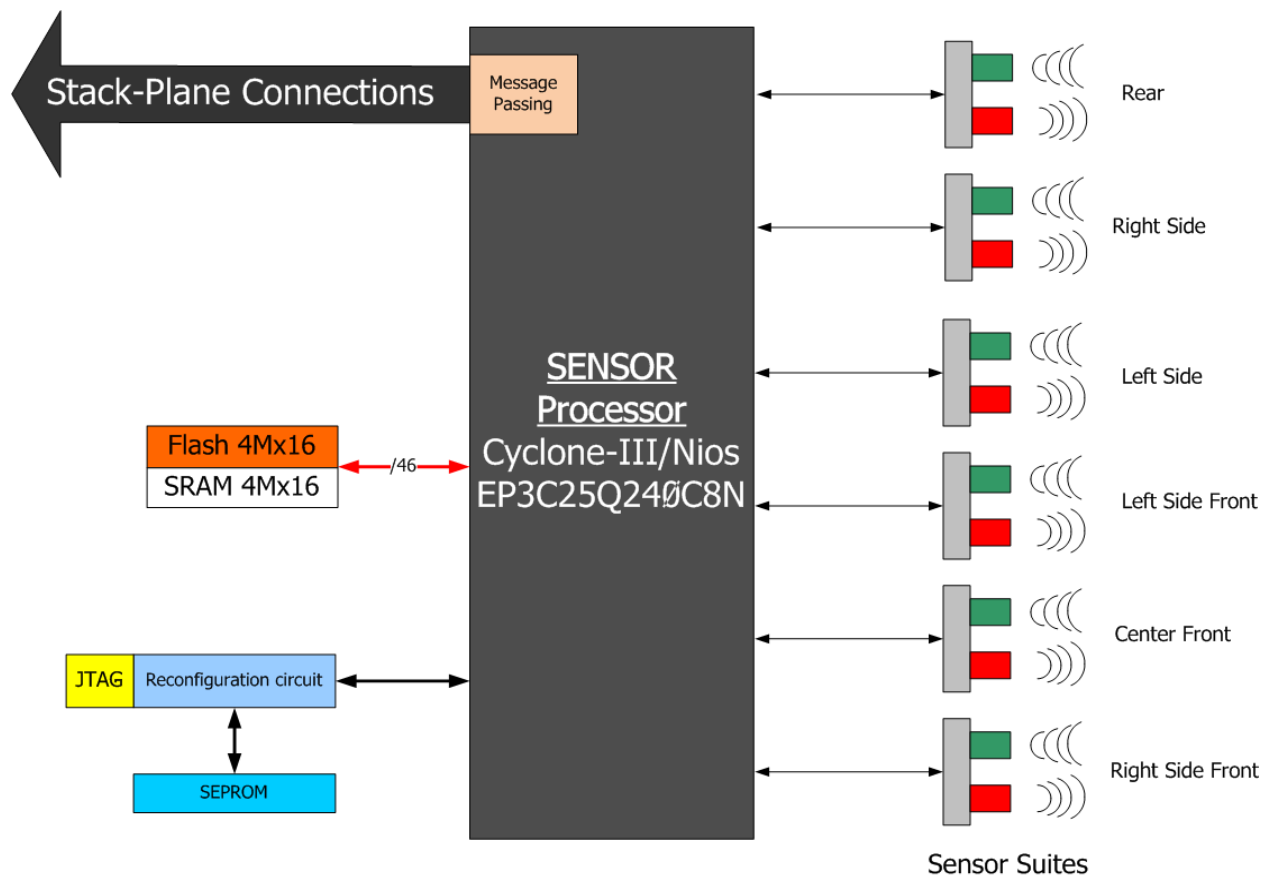 Stack-Plane Connections
Message
Passing
SENSOR
Processor
Cyclone-III/Nios
EP3C25Q24ØC8N
Flash 4Mx16
SRAM 4Mx16
/46
JTAG
Reconfiguration circuit
SEPROM
Rear
Right Side
Left Side
Left Side Front
Center Front
Right Side Front
Sensor Suites